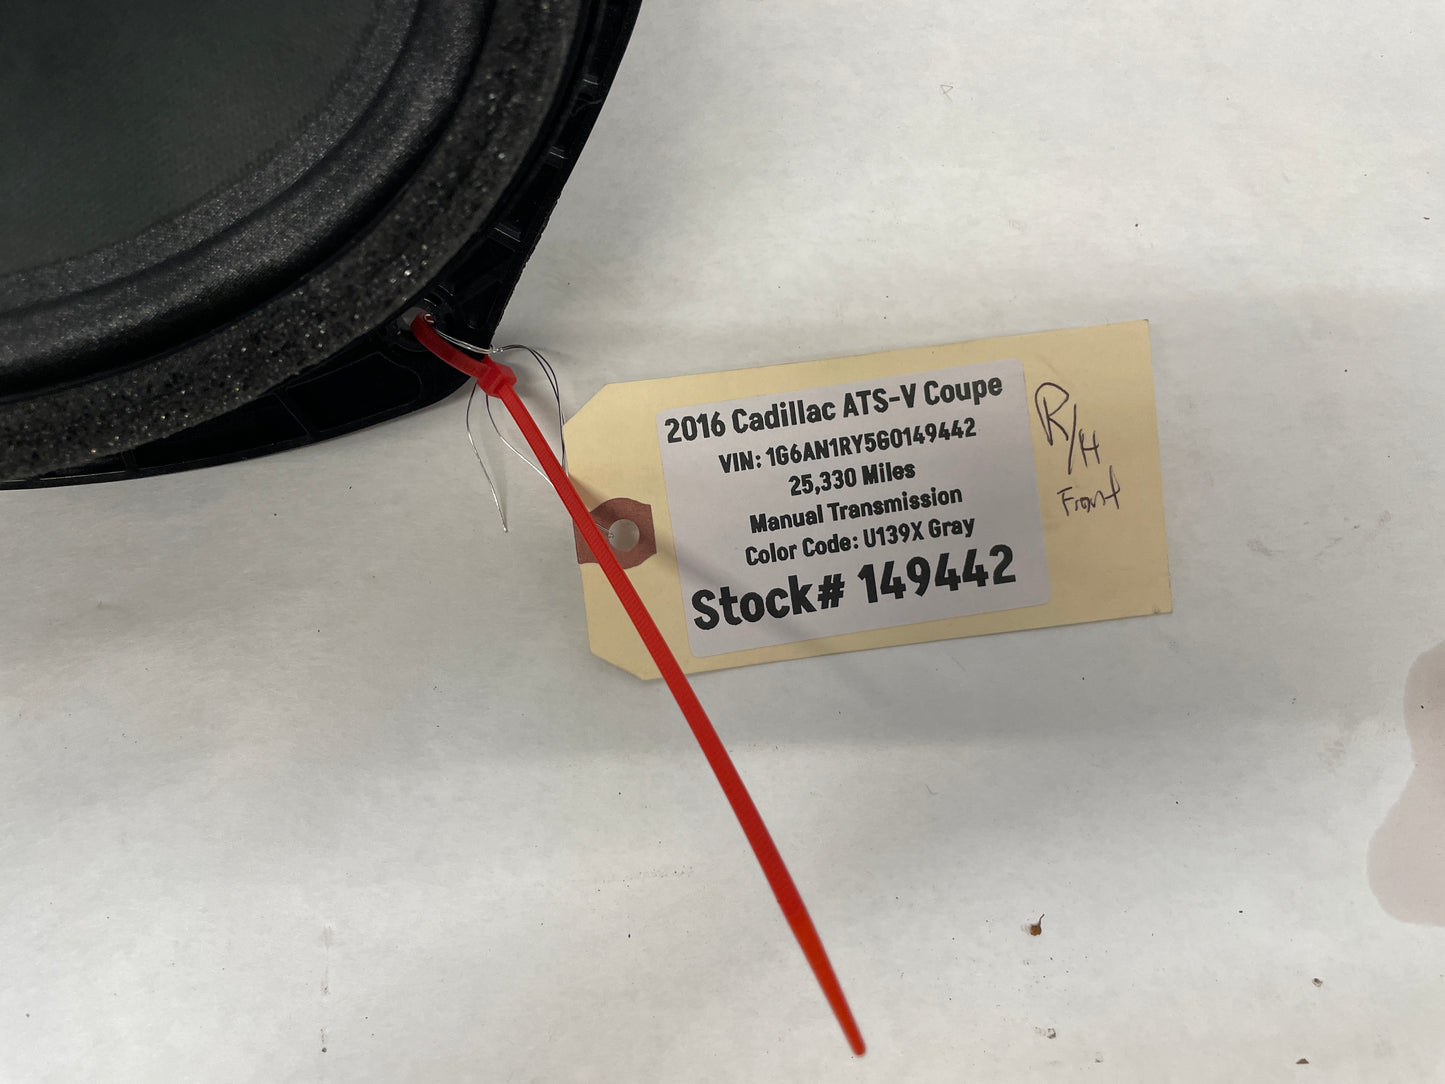 2016 Cadillac ATS-V Coupe
VIN: 1G6AN1RY5G0149442
25,330 Miles
Manual Transmission
Color Code: U139X Gray
Stock# 149442
R/H
Front